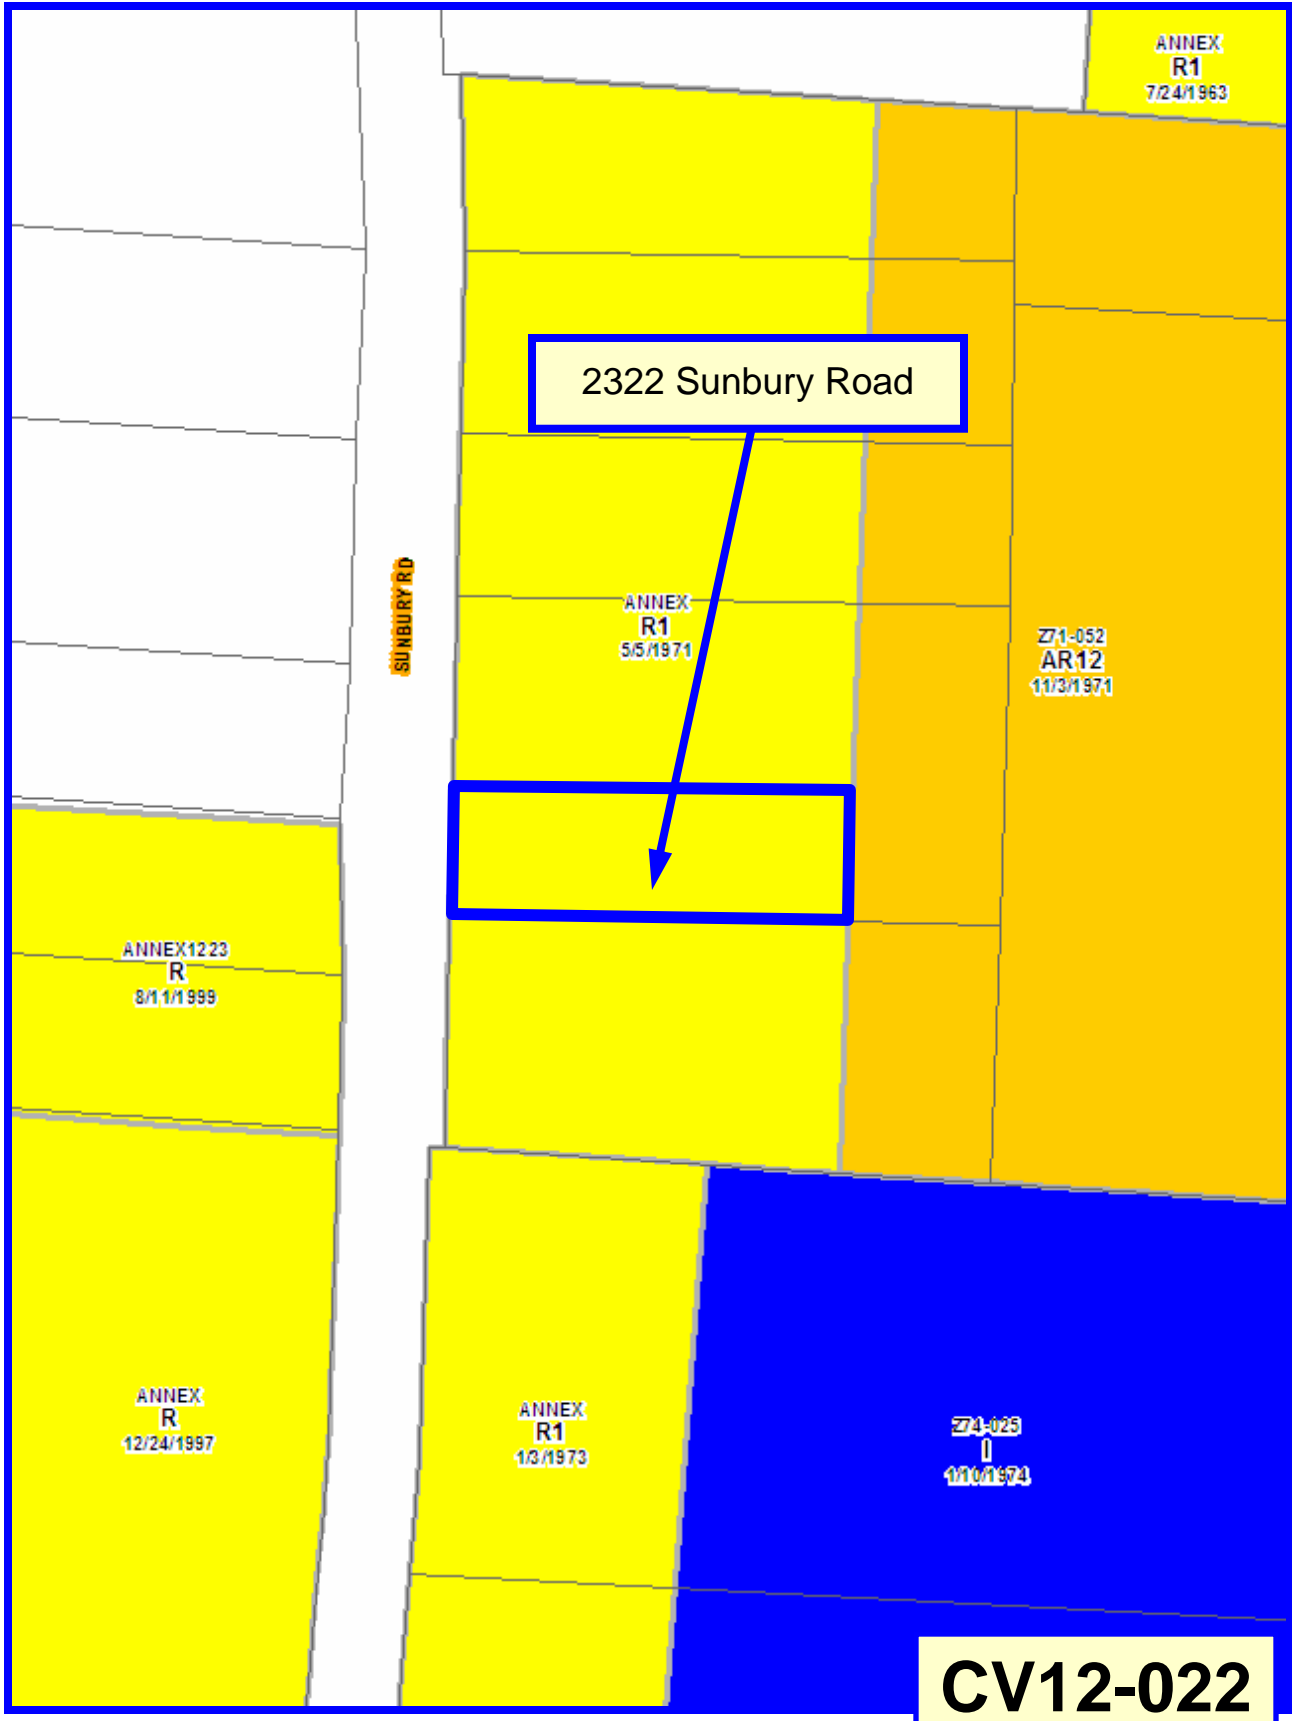 ANNEX
R1
7/24/1963
2322 Sunbury Road
SUNBURY RD
ANNEX
R1
5/5/1971
Z71-052
AR12
11/3/1971
ANNEX1223
R
8/11/1999
ANNEX
R
12/24/1997
ANNEX
R1
1/3/1973
Z74-025
I
1/10/1974
CV12-022